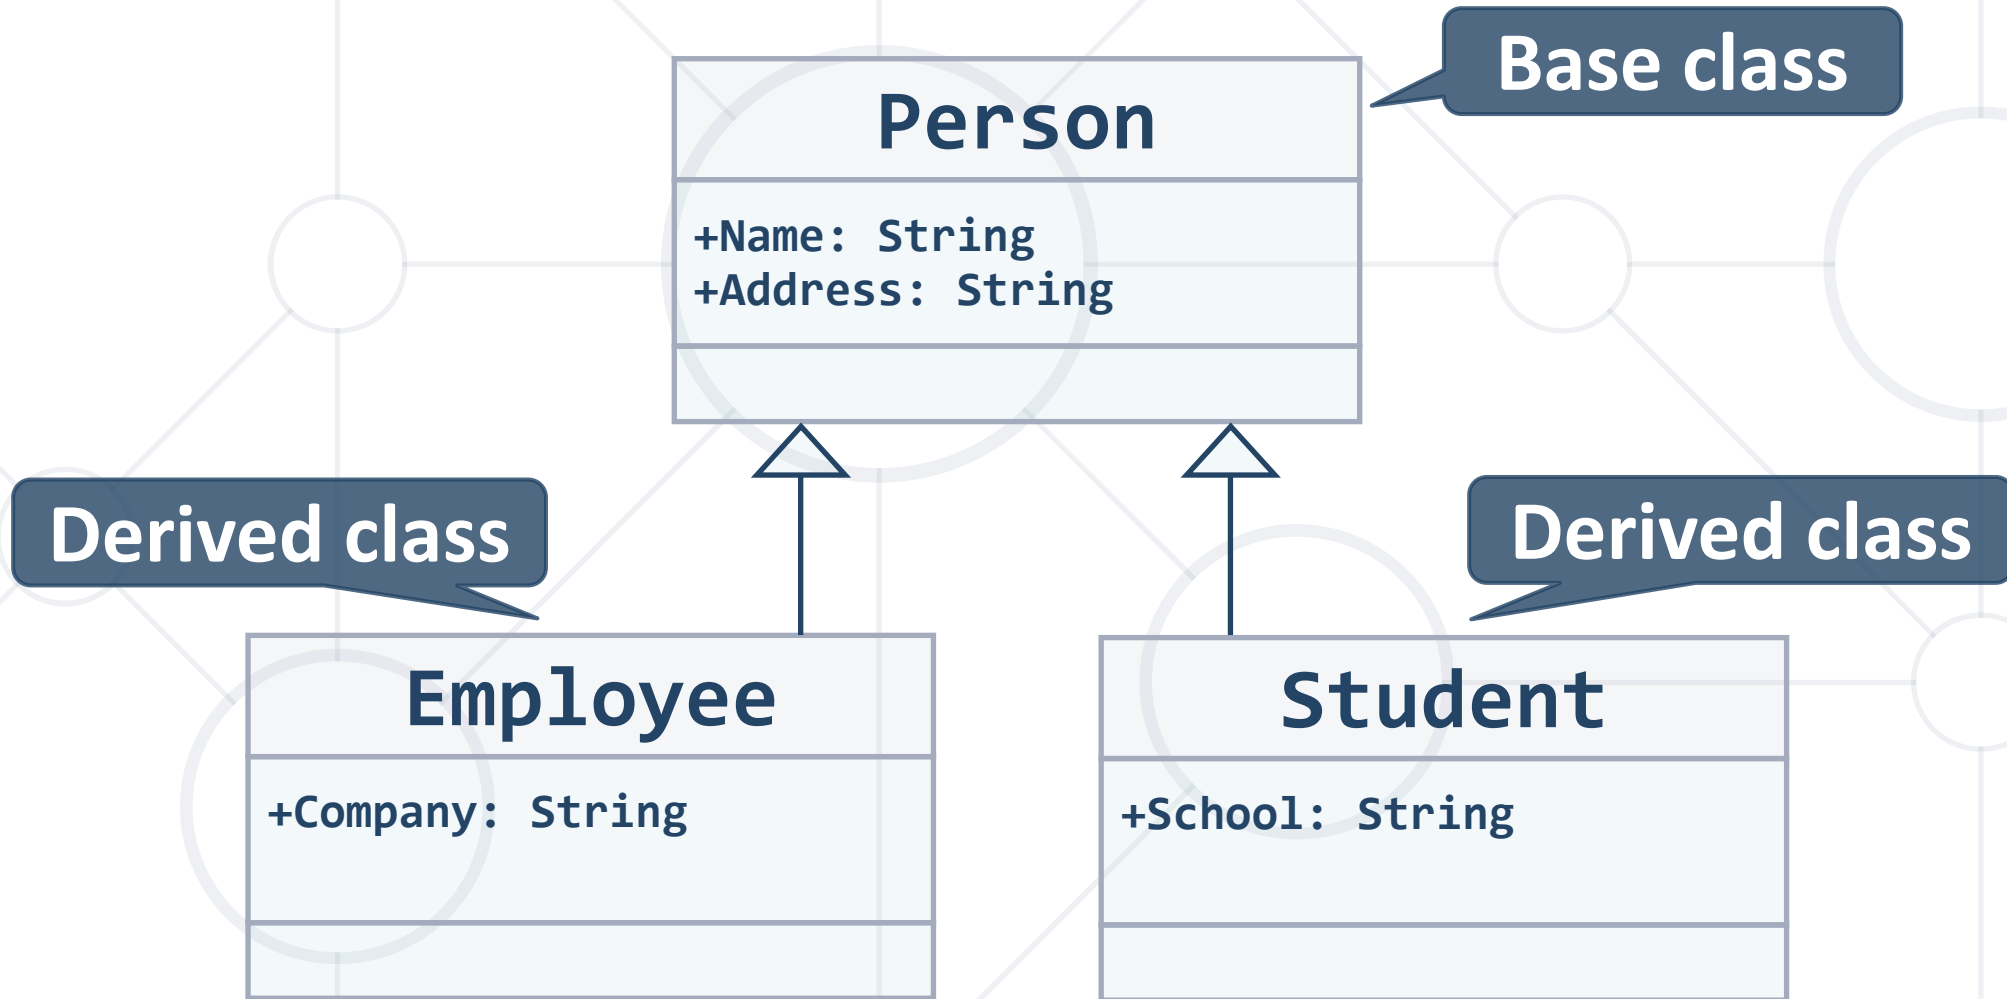 Base class
Person
+Name: String
+Address: String
Derived class
Derived class
Employee
+Company: String
Student
+School: String